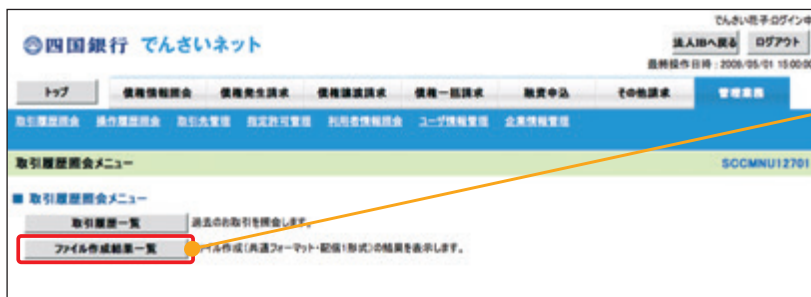 でんさい花子:ログイン中
四国銀行 でんさいネット
法人IBへ戻る ログアウト
最終操作日時:2009/05/01 15:00:00
トップ 債権情報照会 債権発生請求 債権譲渡請求 債権一括請求 融資申込 その他請求 管理業務
取引履歴照会 操作履歴照会 取引先管理 指定許可管理 利用者情報照会 ユーザ情報管理 企業情報管理
取引履歴照会メニュー SCCMNU12701
■ 取引履歴照会メニュー
取引履歴一覧 過去のお取引を照会します。
ファイル作成結果一覧 イル作成(共通フォーマット・配信1形式)の結果を表示します。